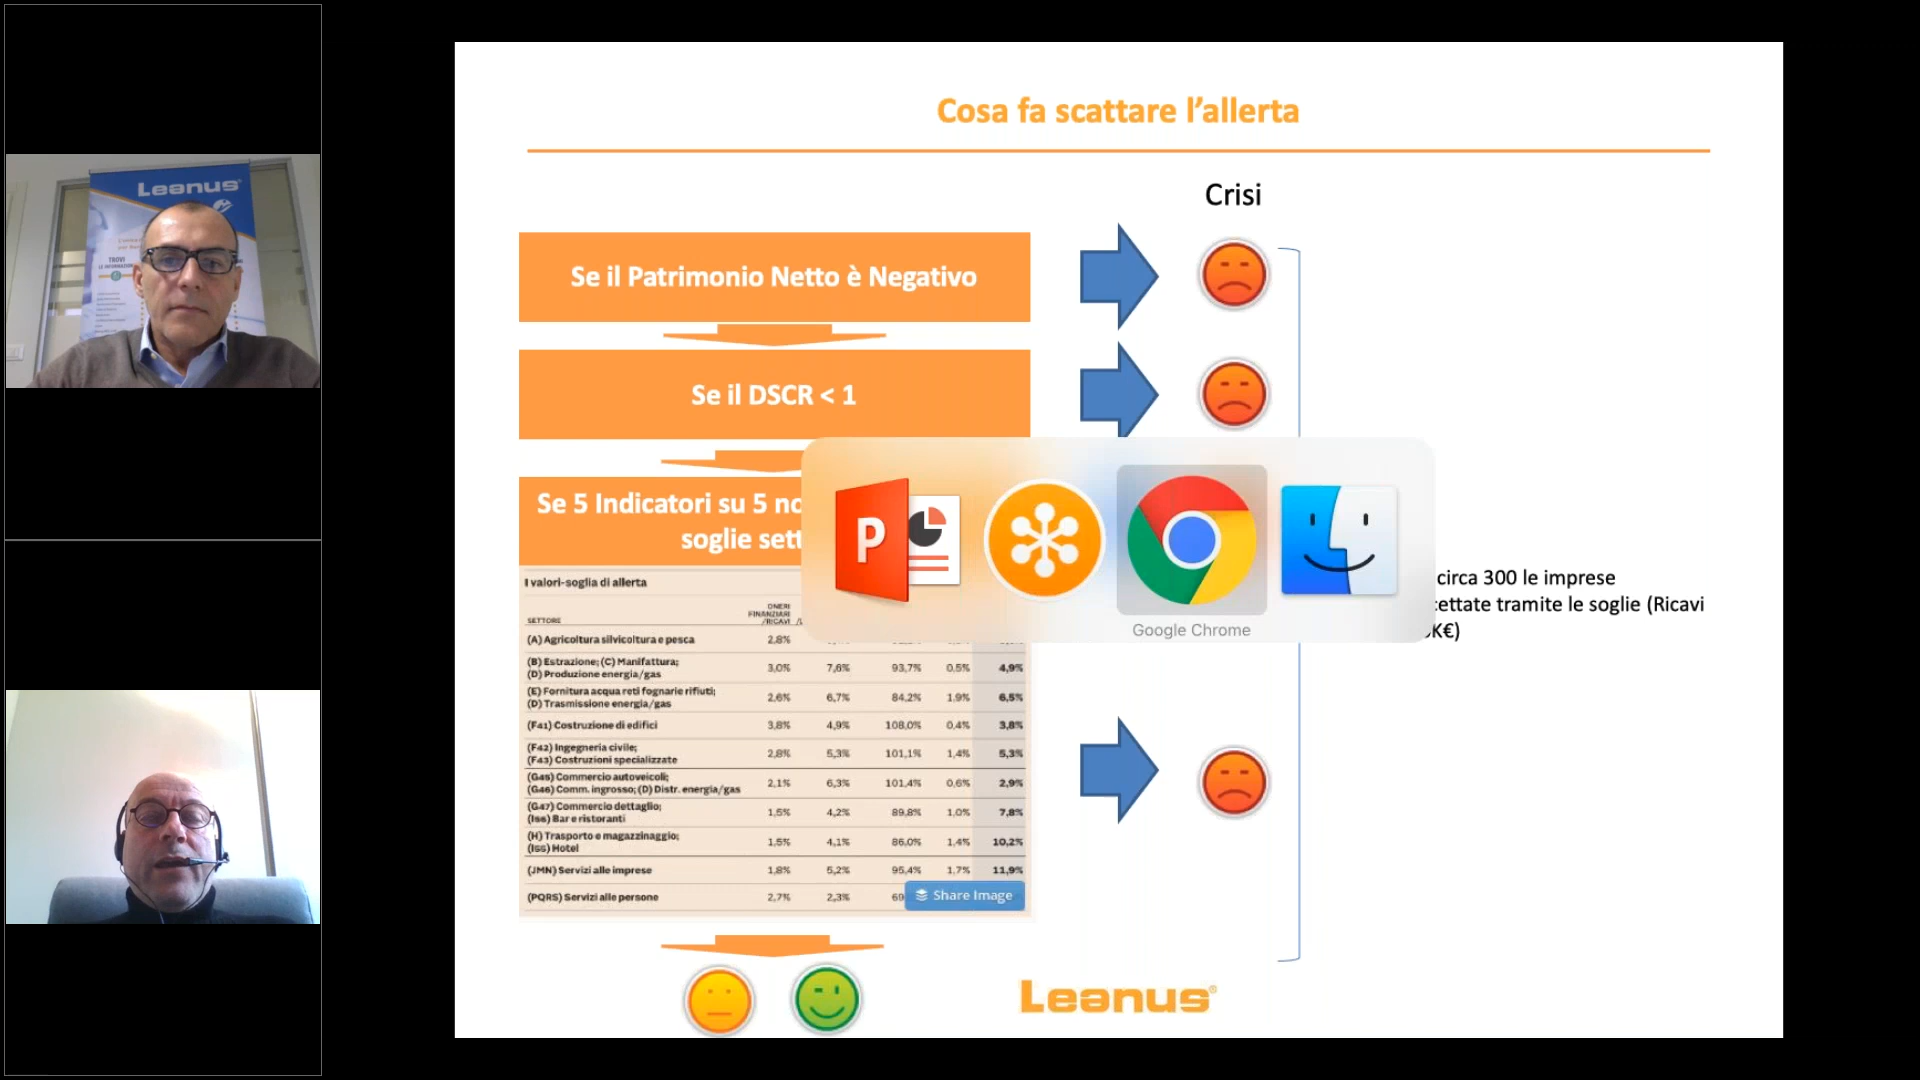 Cosa fa scattare l'allerta
Crisi
Se il Patrimonio Netto è Negativo
Se il DSCR < 1
Se 5 Indicatori su 5
soglie
I valori-soglia di allerta
SETTORE
ONERI
FINANZIARI
/RICAVI
(A) Agricoltura silvicoltura e pesca 2,8%
(B) Estrazione; (C) Manifattura;
(D) Produzione energia/gas 3,0% 7,6% 93,7% 0,5% 4,9%
(E) Fornitura acqua reti fognarie rifiuti;
(D) Trasmissione energia/gas 2,6% 6,7% 84,2% 1,9% 6,5%
(F41) Costruzione di edifici 3,8% 4,9% 108,0% 0,4% 3,8%
(F42) Ingegneria civile;
(F43) Costruzioni specializzate 2,8% 5,3% 101,1% 1,4% 5,3%
(G45) Commercio autoveicoli;
(G46) Comm. ingrosso; (D) Distr. energia/gas 2,1% 6,3% 101,4% 0,6% 2,9%
(G47) Commercio dettaglio;
(I56) Bar e ristoranti 1,5% 4,2% 89,8% 1,0% 7,8%
(H) Trasporto e magazzinaggio;
(I55) Hotel 1,5% 4,1% 86,0% 1,4% 10,2%
(JMN) Servizi alle imprese 1,8% 5,2% 95,4% 1,7% 11,9%
(PQRS) Servizi alle persone 2,7% 2,3% 69
Share Image
P
Google Chrome
circa 300 le imprese
tramite le soglie (Ricavi
K€)
Leanus®
Leanus®
TROVI